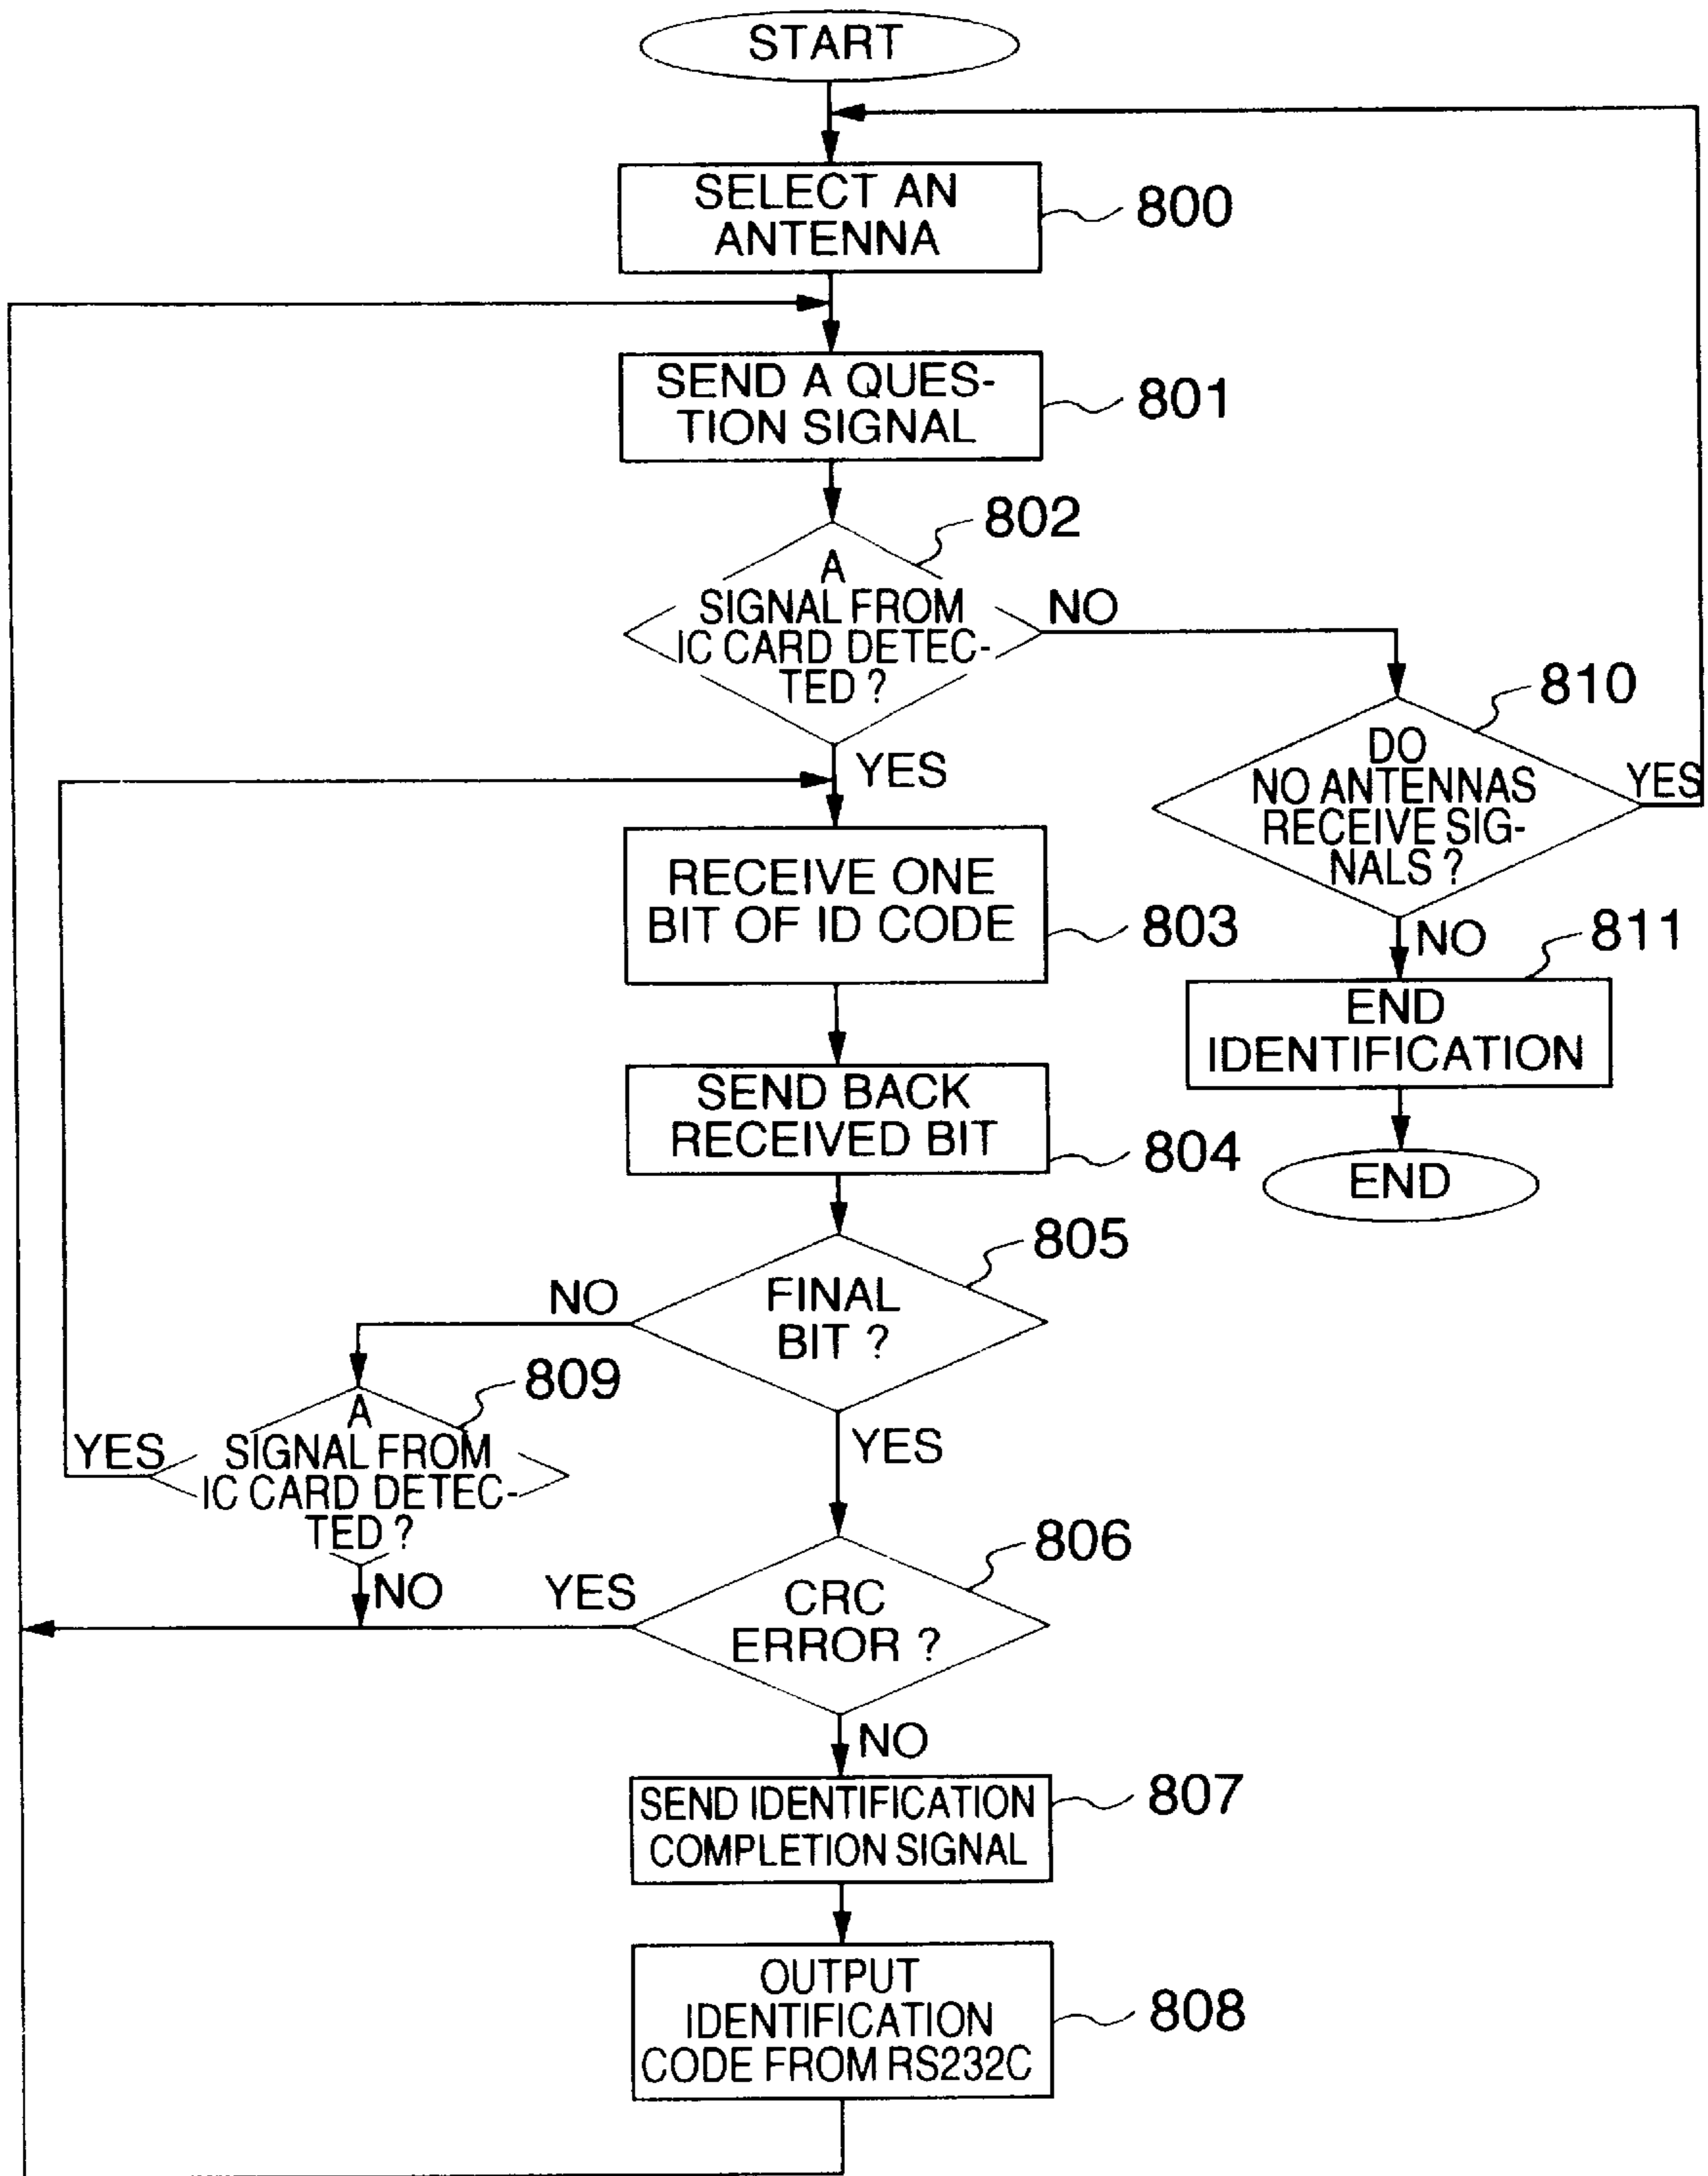 START
SELECT AN
ANTENNA
800
SEND A QUES-
TION SIGNAL
801
802
A
SIGNAL FROM
IC CARD DETEC-
TED ?
NO
YES
810
DO
NO ANTENNAS
RECEIVE SIG-
NALS ?
YES
NO
RECEIVE ONE
BIT OF ID CODE
803
811
END
IDENTIFICATION
END
SEND BACK
RECEIVED BIT
804
805
FINAL
BIT ?
NO
YES
809
A
SIGNAL FROM
IC CARD DETEC-
TED ?
YES
NO
806
CRC
ERROR ?
YES
NO
SEND IDENTIFICATION
COMPLETION SIGNAL
807
OUTPUT
IDENTIFICATION
CODE FROM RS232C
808